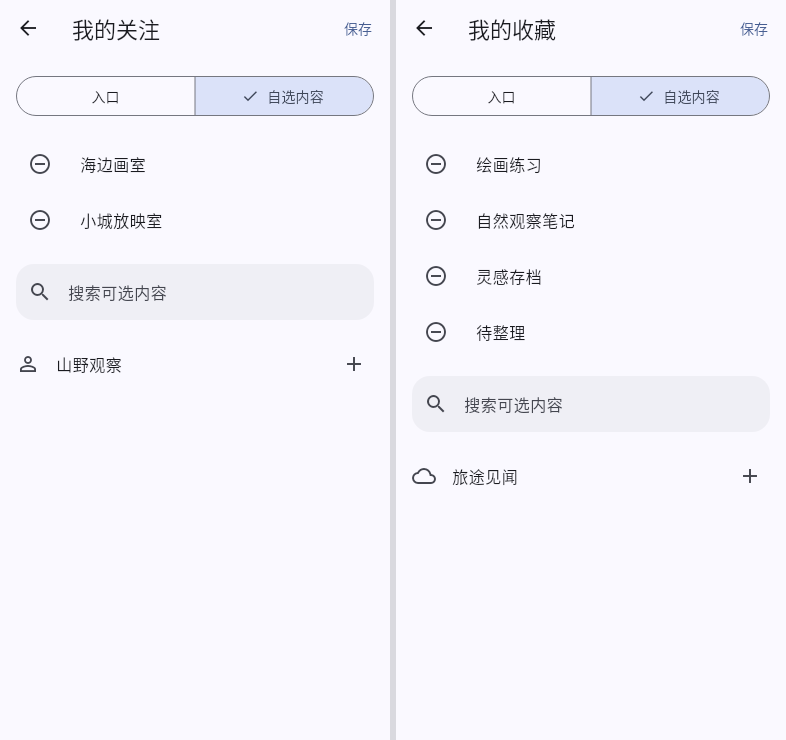 我的关注
保存
入口
自选内容
海边画室
小城放映室
搜索可选内容
山野观察
我的收藏
保存
入口
自选内容
绘画练习
自然观察笔记
灵感存档
待整理
搜索可选内容
旅途见闻